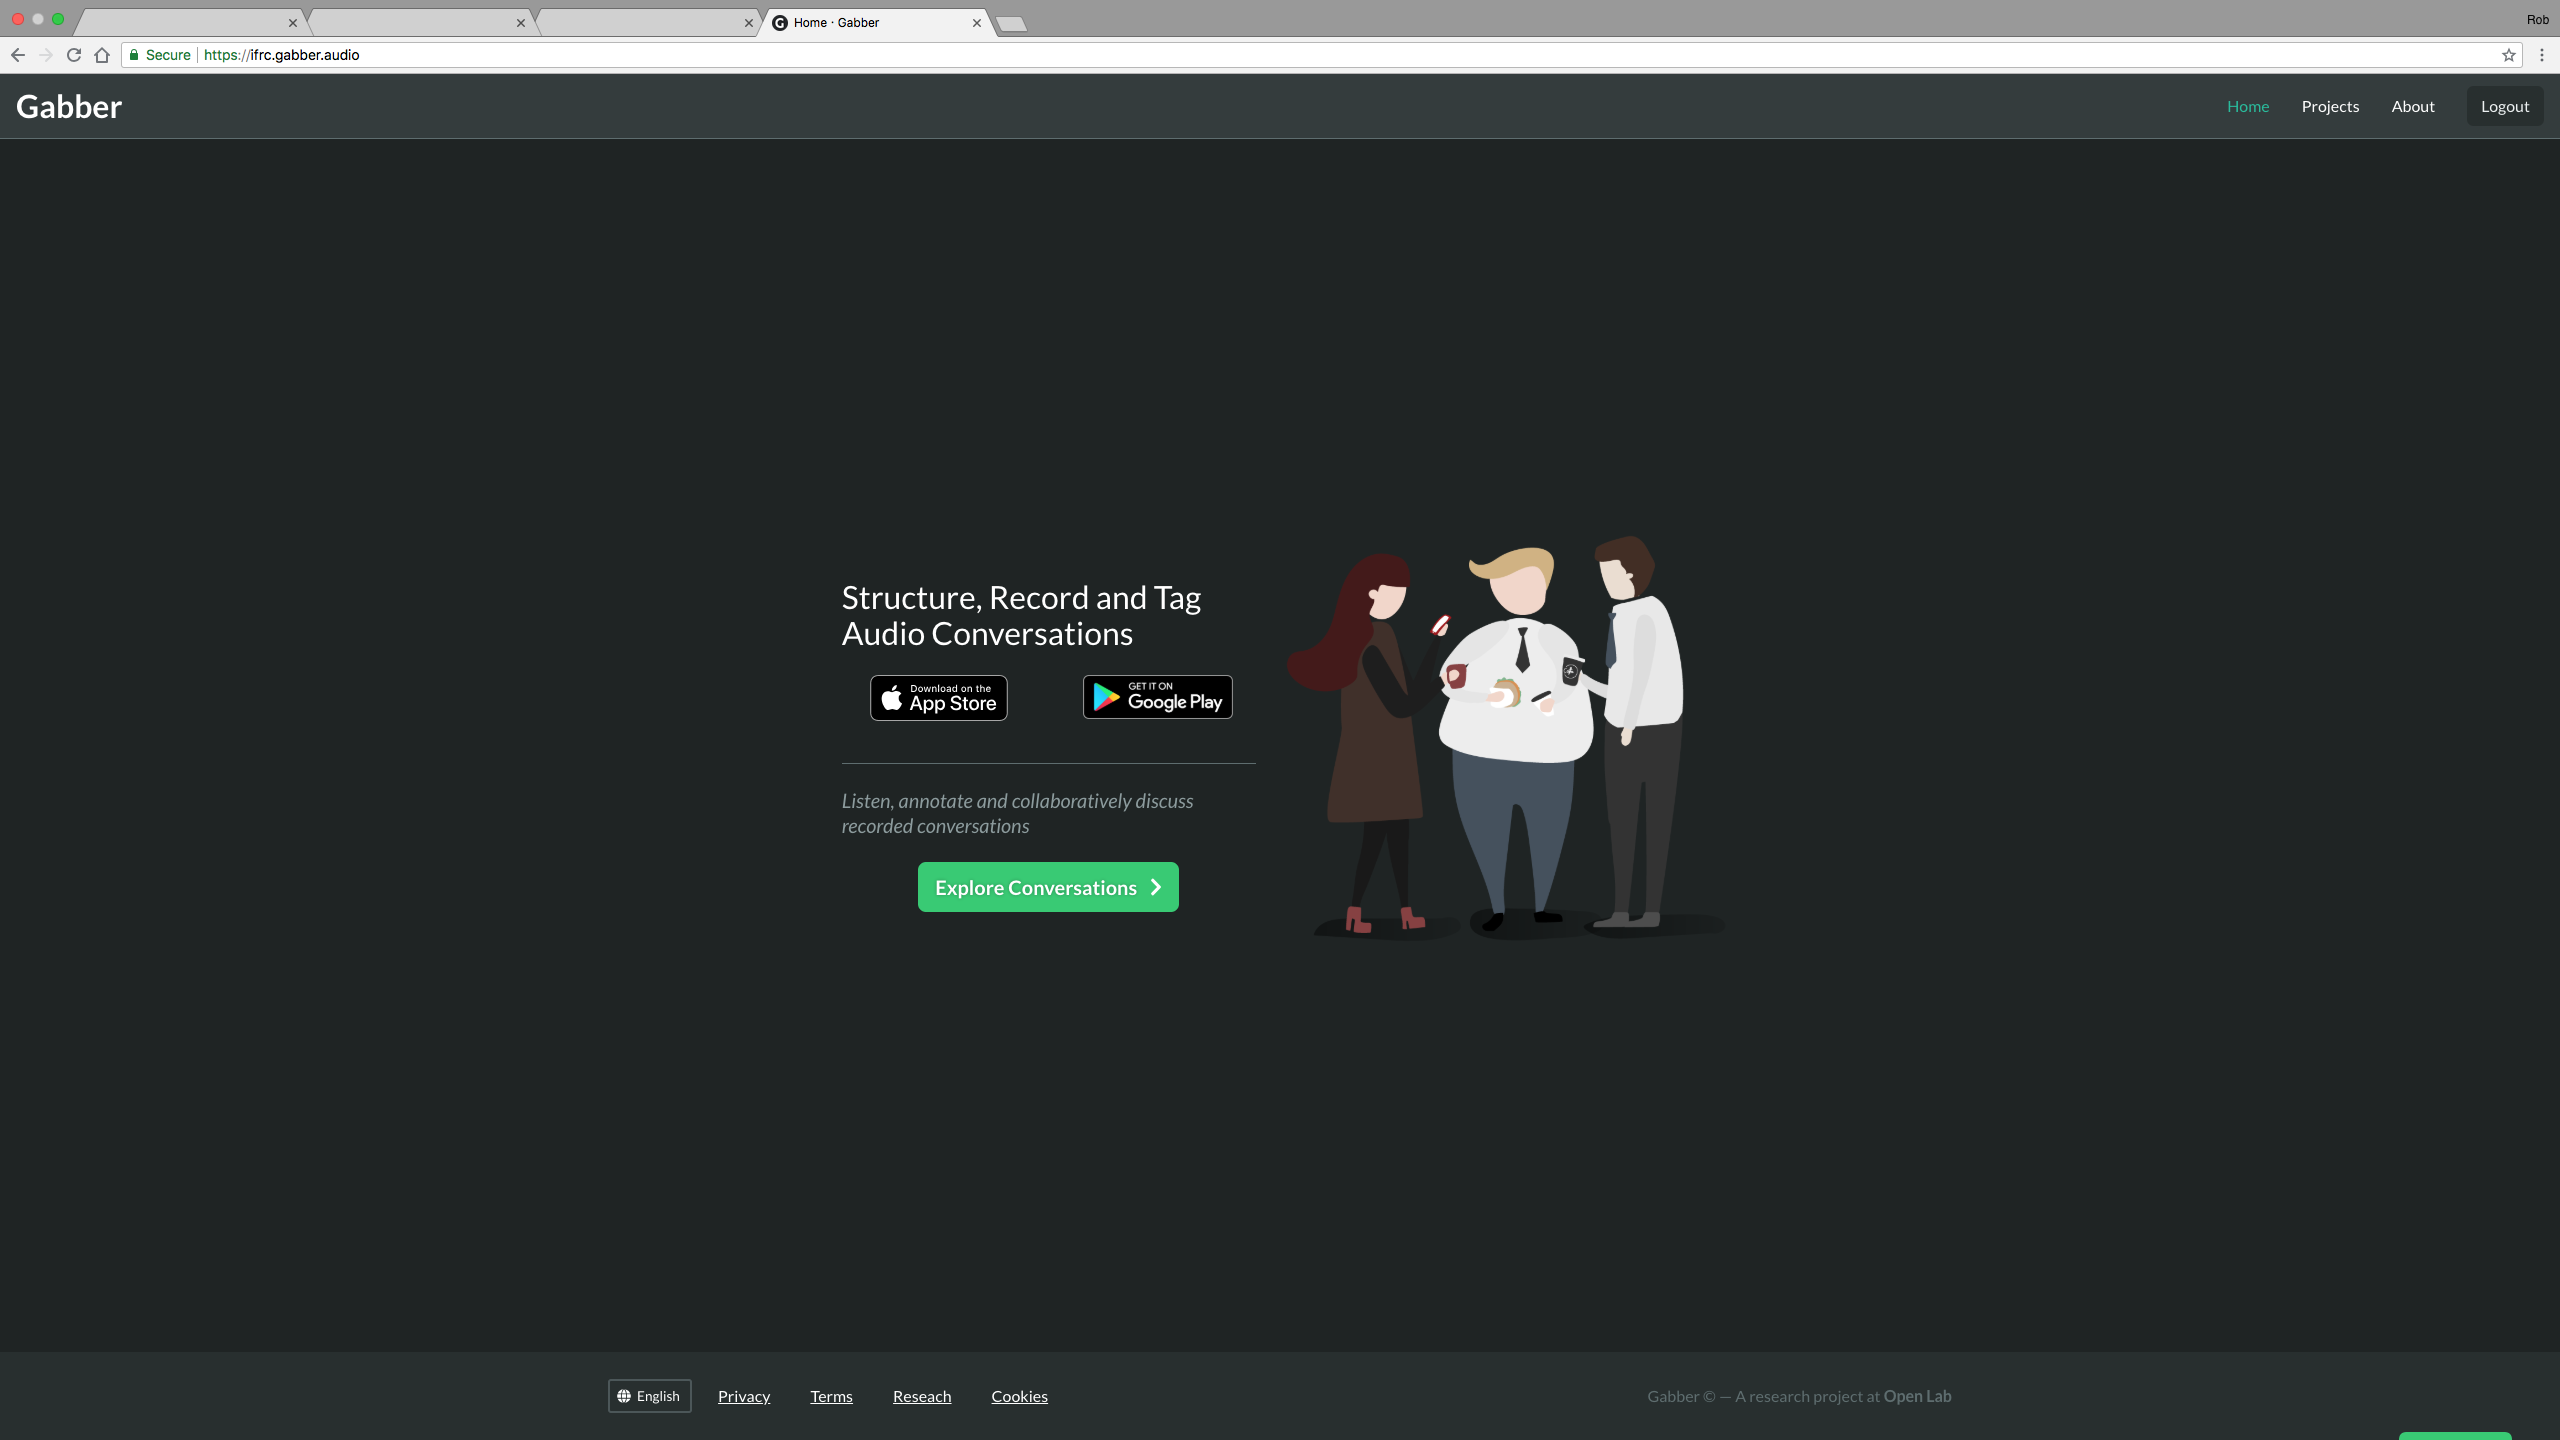 Home · Gabber
Rob
Secure
https://ifrc.gabber.audio
Gabber
Home
Projects
About
Logout
Structure, Record and Tag
Audio Conversations
Download on the
App Store
GET IT ON
Google Play
Listen, annotate and collaboratively discuss
recorded conversations
Explore Conversations
English
Privacy
Terms
Reseach
Cookies
Gabber © — A research project at Open Lab